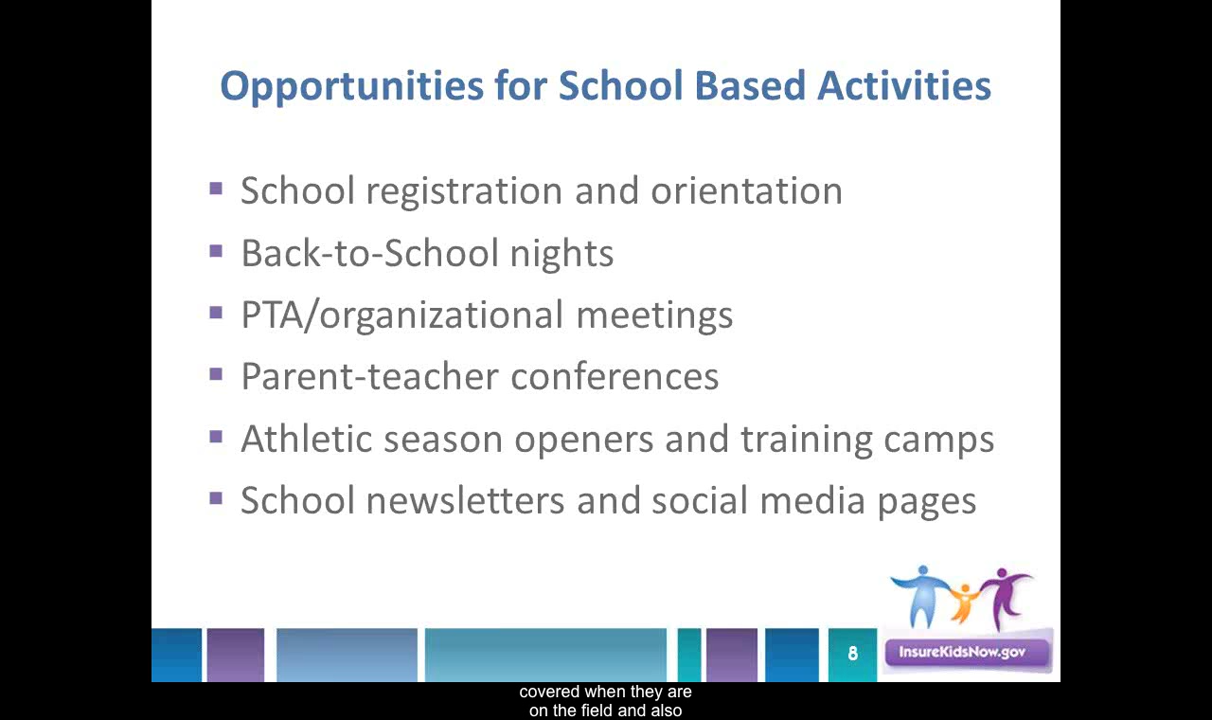 Opportunities for School Based Activities
School registration and orientation
Back-to-School nights
PTA/organizational meetings
Parent-teacher conferences
Athletic season openers and training camps
School newsletters and social media pages
8
InsureKidsNow.gov
covered when they are
on the field and also